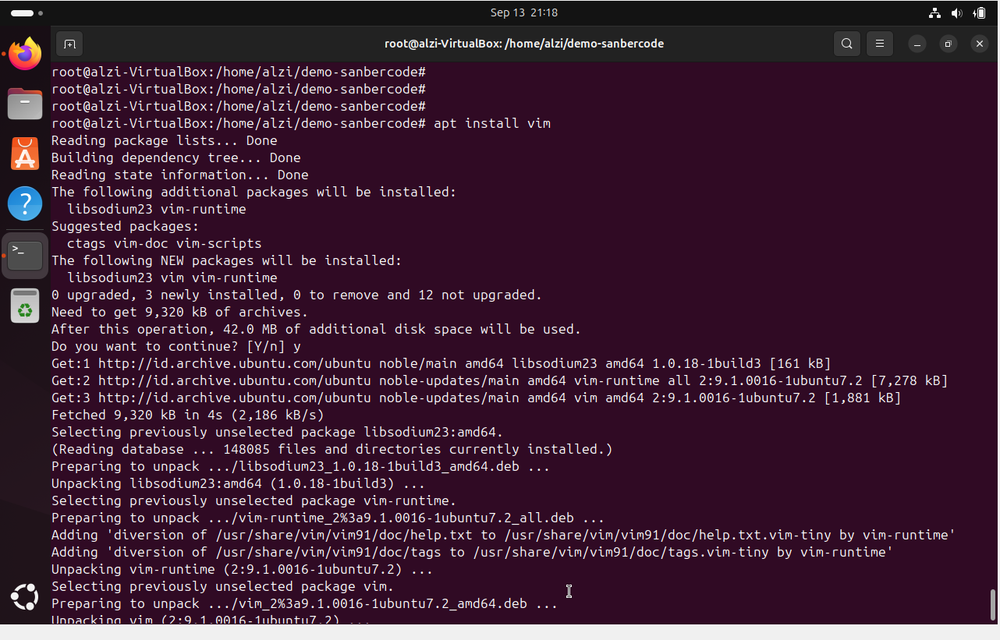 Sep 13 21:18
root@alzi-VirtualBox: /home/alzi/demo-sanbercode
root@alzi-VirtualBox:/home/alzi/demo-sanbercode#
root@alzi-VirtualBox:/home/alzi/demo-sanbercode#
root@alzi-VirtualBox:/home/alzi/demo-sanbercode#
root@alzi-VirtualBox:/home/alzi/demo-sanbercode# apt install vim
Reading package lists... Done
Building dependency tree... Done
Reading state information... Done
The following additional packages will be installed:
  libsodium23 vim-runtime
Suggested packages:
  ctags vim-doc vim-scripts
The following NEW packages will be installed:
  libsodium23 vim vim-runtime
0 upgraded, 3 newly installed, 0 to remove and 12 not upgraded.
Need to get 9,320 kB of archives.
After this operation, 42.0 MB of additional disk space will be used.
Do you want to continue? [Y/n] y
Get:1 http://id.archive.ubuntu.com/ubuntu noble/main amd64 libsodium23 amd64 1.0.18-1build3 [161 kB]
Get:2 http://id.archive.ubuntu.com/ubuntu noble-updates/main amd64 vim-runtime all 2:9.1.0016-1ubuntu7.2 [7,278 kB]
Get:3 http://id.archive.ubuntu.com/ubuntu noble-updates/main amd64 vim amd64 2:9.1.0016-1ubuntu7.2 [1,881 kB]
Fetched 9,320 kB in 4s (2,186 kB/s)
Selecting previously unselected package libsodium23:amd64.
(Reading database ... 148085 files and directories currently installed.)
Preparing to unpack .../libsodium23_1.0.18-1build3_amd64.deb ...
Unpacking libsodium23:amd64 (1.0.18-1build3) ...
Selecting previously unselected package vim-runtime.
Preparing to unpack .../vim-runtime_2%3a9.1.0016-1ubuntu7.2_all.deb ...
Adding 'diversion of /usr/share/vim/vim91/doc/help.txt to /usr/share/vim/vim91/doc/help.txt.vim-tiny by vim-runtime'
Adding 'diversion of /usr/share/vim/vim91/doc/tags to /usr/share/vim/vim91/doc/tags.vim-tiny by vim-runtime'
Unpacking vim-runtime (2:9.1.0016-1ubuntu7.2) ...
Selecting previously unselected package vim.
Preparing to unpack .../vim_2%3a9.1.0016-1ubuntu7.2_amd64.deb ...
Unpacking vim (2:9.1.0016-1ubuntu7.2) ...